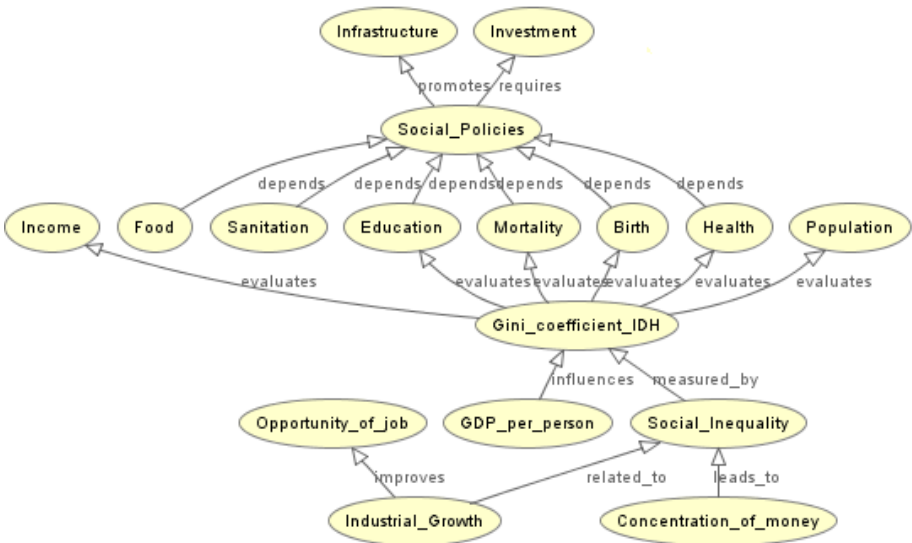 Infrastructure Investment
promotes requires
Social_Policies
depends depends depends depends depends depends
Income Food Sanitation Education Mortality Birth Health Population
evaluates evaluates evaluates evaluates evaluates evaluates
Gini_coefficient_IDH
influences measured_by
Opportunity_of_job GDP_per_person Social_Inequality
improves related_to leads_to
Industrial_Growth Concentration_of_money